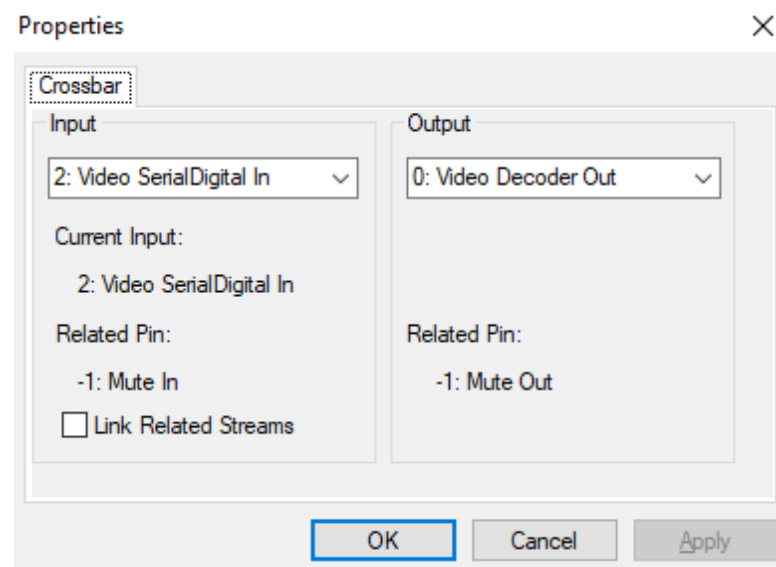 Properties
Crossbar
Input
2: Video SerialDigital In
Current Input:
2: Video SerialDigital In
Related Pin:
-1: Mute In
Link Related Streams
Output
0: Video Decoder Out
Related Pin:
-1: Mute Out
OK
Cancel
Apply